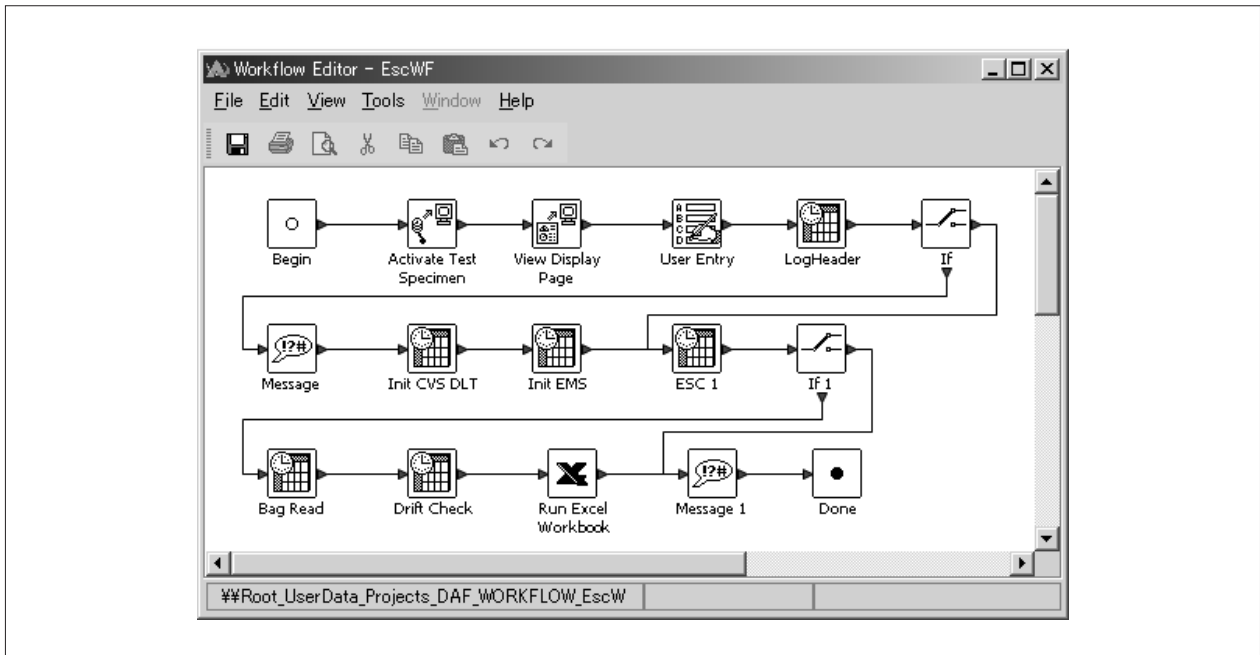 Workflow Editor - EscWF
File Edit View Tools Window Help
A
B
C
D
Begin
Activate Test
Specimen
View Display
Page
User Entry
LogHeader
If
!?#
Message
Init CVS DLT
Init EMS
ESC 1
If 1
Bag Read
Drift Check
Run Excel
Workbook
!?#
Message 1
Done
¥¥Root_UserData_Projects_DAF_WORKFLOW_EscW